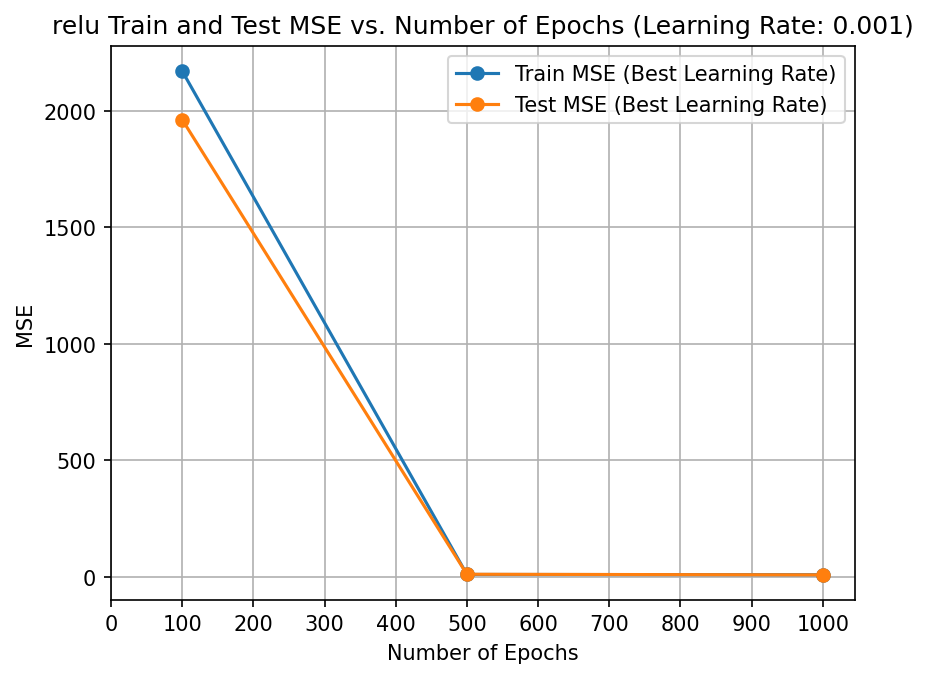 relu Train and Test MSE vs. Number of Epochs (Learning Rate: 0.001)
Train MSE (Best Learning Rate)
Test MSE (Best Learning Rate)
2000
1500
1000
500
0
MSE
0 100 200 300 400 500 600 700 800 900 1000
Number of Epochs